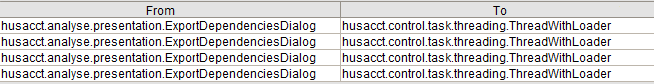 From To
husacct.analyse.presentation.ExportDependenciesDialog husacct.control.task.threading.ThreadWithLoader
husacct.analyse.presentation.ExportDependenciesDialog husacct.control.task.threading.ThreadWithLoader
husacct.analyse.presentation.ExportDependenciesDialog husacct.control.task.threading.ThreadWithLoader
husacct.analyse.presentation.ExportDependenciesDialog husacct.control.task.threading.ThreadWithLoader